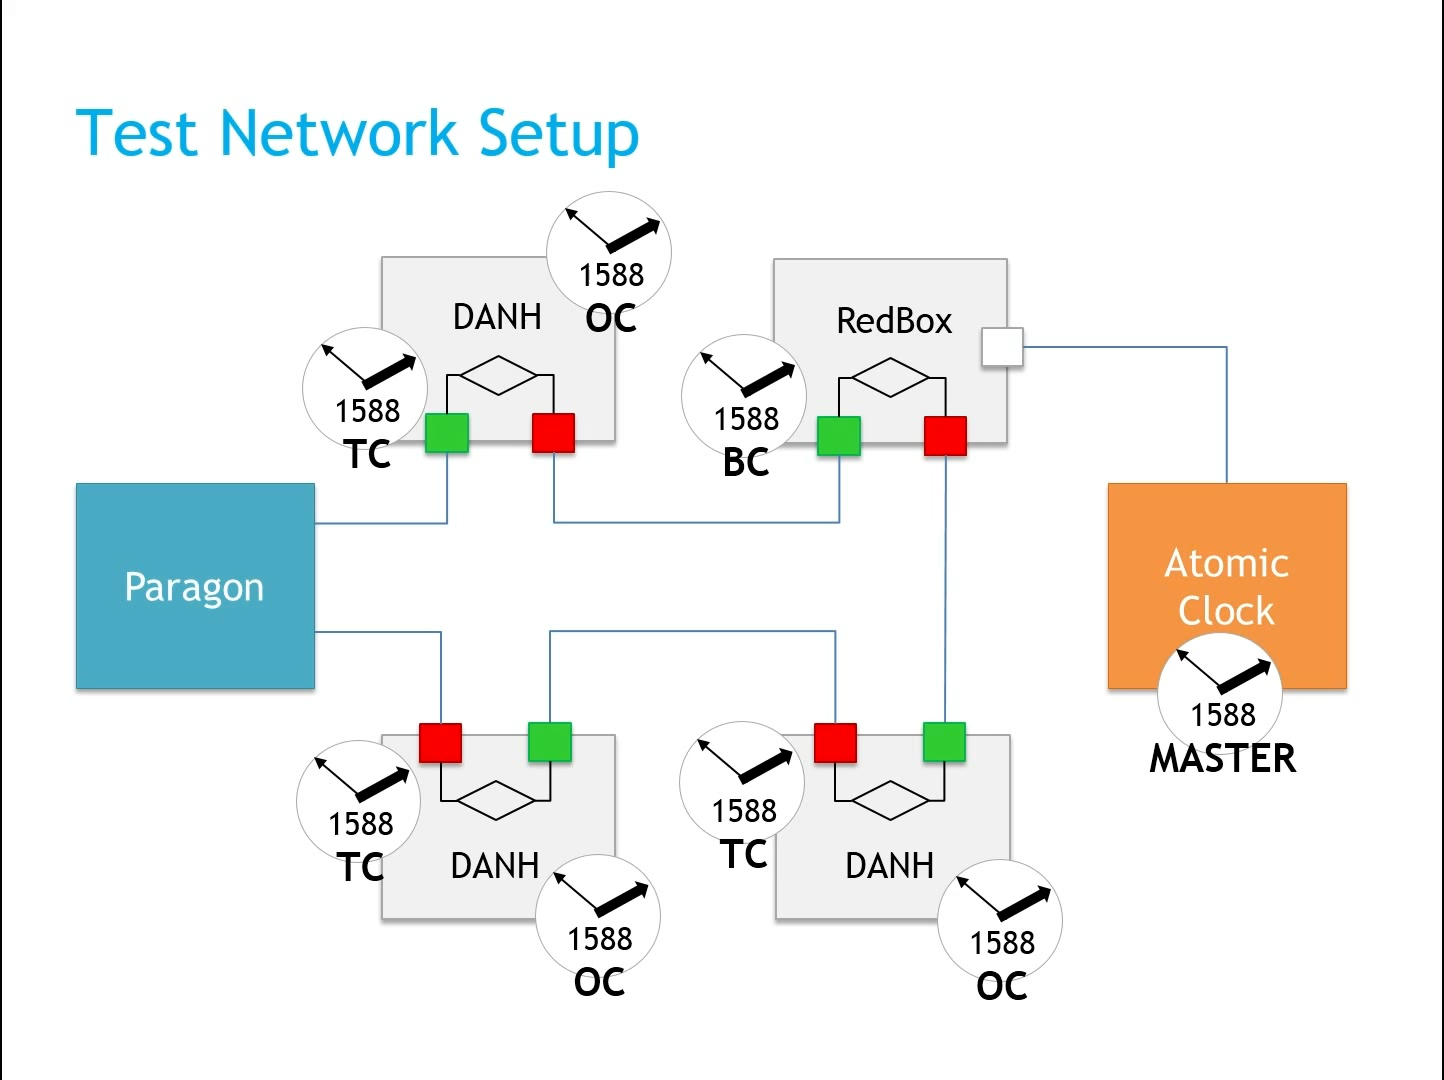 Test Network Setup
1588
OC
DANH
RedBox
1588
TC
1588
BC
Paragon
Atomic
Clock
1588
MASTER
1588
TC
DANH
1588
OC
1588
TC
DANH
1588
OC